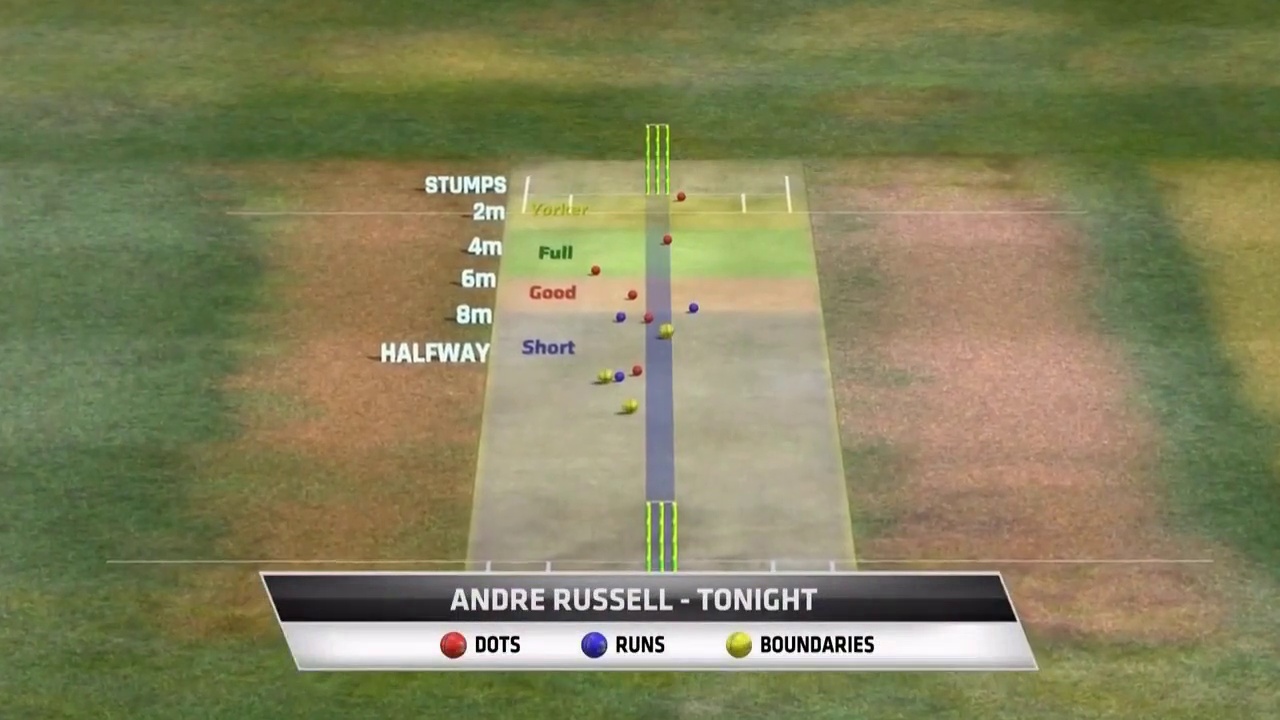 STUMPS
2m
Yorker
4m
Full
6m
Good
8m
Short
HALFWAY
ANDRE RUSSELL - TONIGHT
DOTS
RUNS
BOUNDARIES